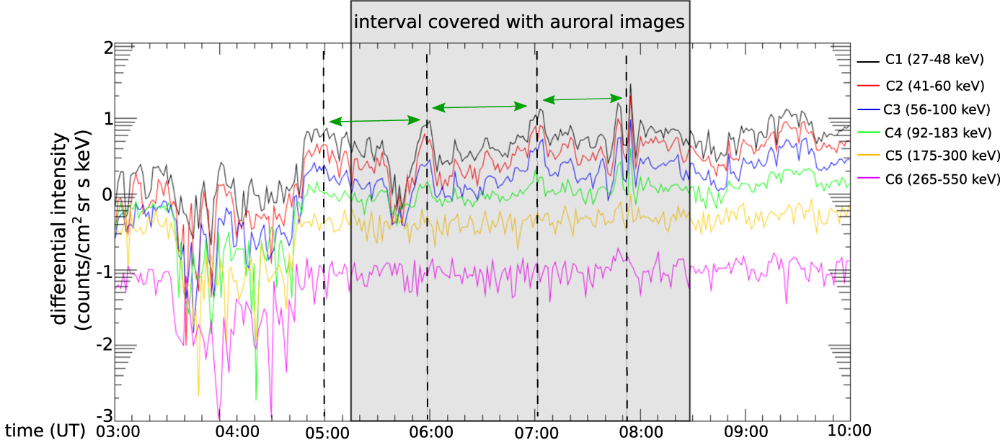 interval covered with auroral images
2
1
0
-1
-2
-3
differential intensity
(counts/cm² sr s keV)
C1 (27-48 keV)
C2 (41-60 keV)
C3 (56-100 keV)
C4 (92-183 keV)
C5 (175-300 keV)
C6 (265-550 keV)
time (UT) 03:00 04:00 05:00 06:00 07:00 08:00 09:00 10:00